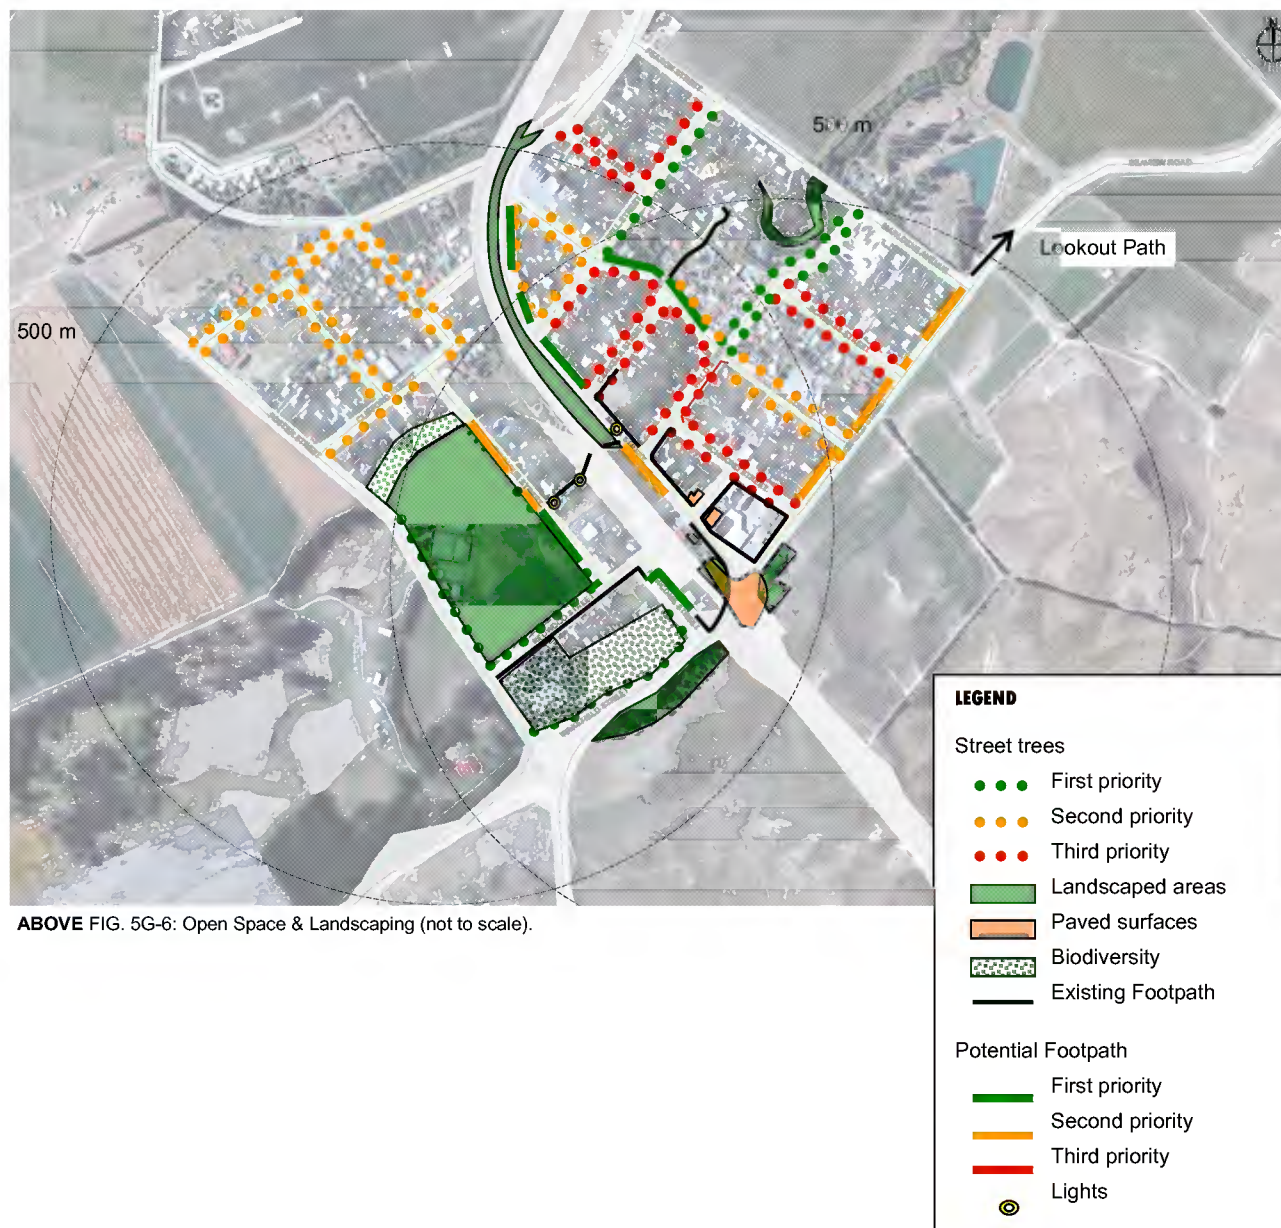 N
500 m
Lookout Path
500 m
LEGEND
Street trees
First priority
Second priority
Third priority
Landscaped areas
Paved surfaces
Biodiversity
Existing Footpath
Potential Footpath
First priority
Second priority
Third priority
Lights
ABOVE FIG. 5G-6: Open Space & Landscaping (not to scale).